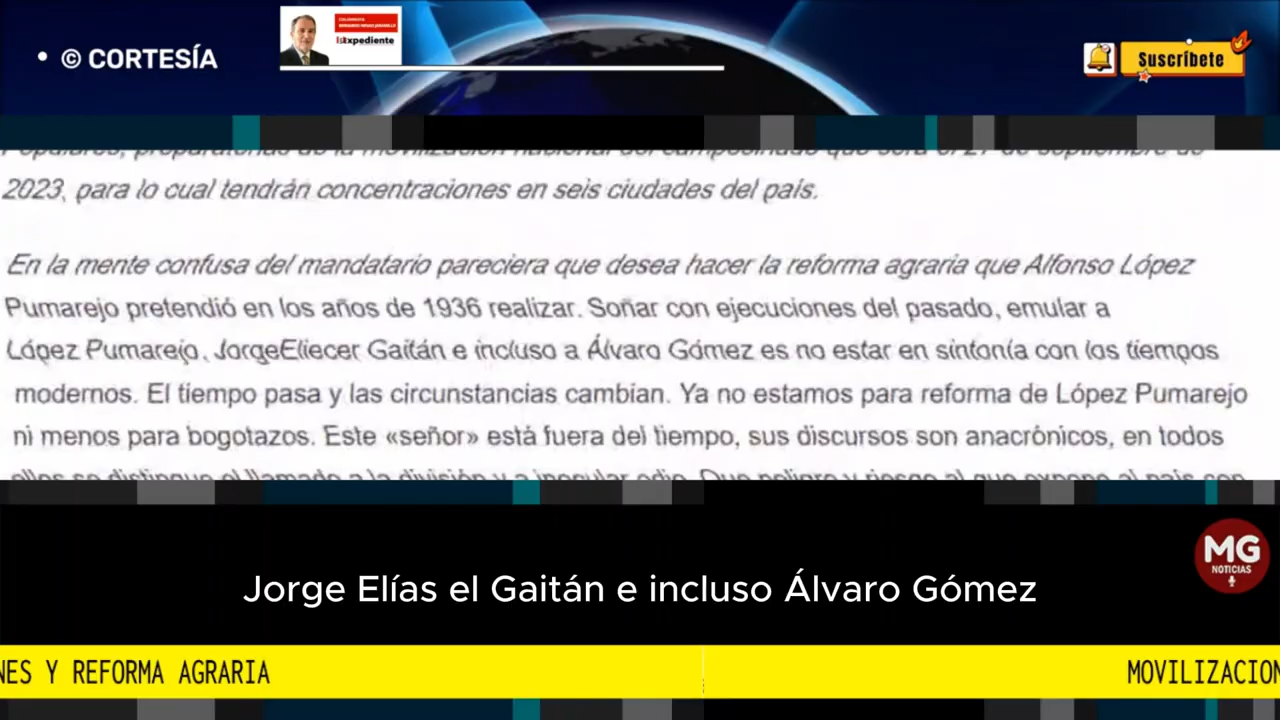 • © CORTESÍA
Expediente
Suscríbete
2023, para lo cual tendrán concentraciones en seis ciudades del país.
En la mente confusa del mandatario pareciera que desea hacer la reforma agraria que Alfonso López
Pumarejo pretendió en los años de 1936 realizar. Soñar con ejecuciones del pasado, emular a
López Pumarejo, JorgeEliecer Gaitán e incluso a Álvaro Gómez es no estar en sintonía con los tiempos
modernos. El tiempo pasa y las circunstancias cambian. Ya no estamos para reforma de López Pumarejo
ni menos para bogotazos. Este «señor» está fuera del tiempo, sus discursos son anacrónicos, en todos
MG
NOTICIAS
Jorge Elías el Gaitán e incluso Álvaro Gómez
NES Y REFORMA AGRARIA
MOVILIZACION